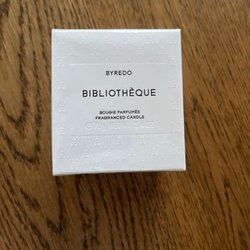 BYREDO
BIBLIOTHÈQUE
BOUGIE PARFUMÉE
FRAGRANCED CANDLE